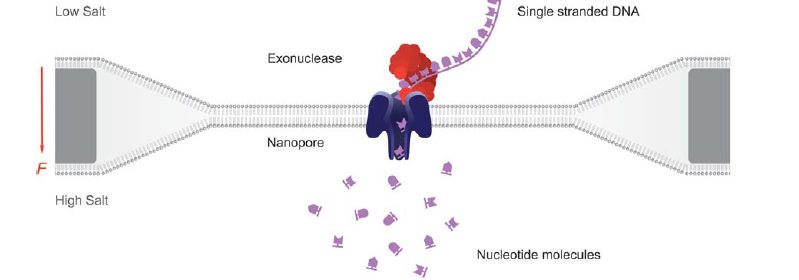 Low Salt
Single stranded DNA
Exonuclease
Nanopore
F
High Salt
Nucleotide molecules